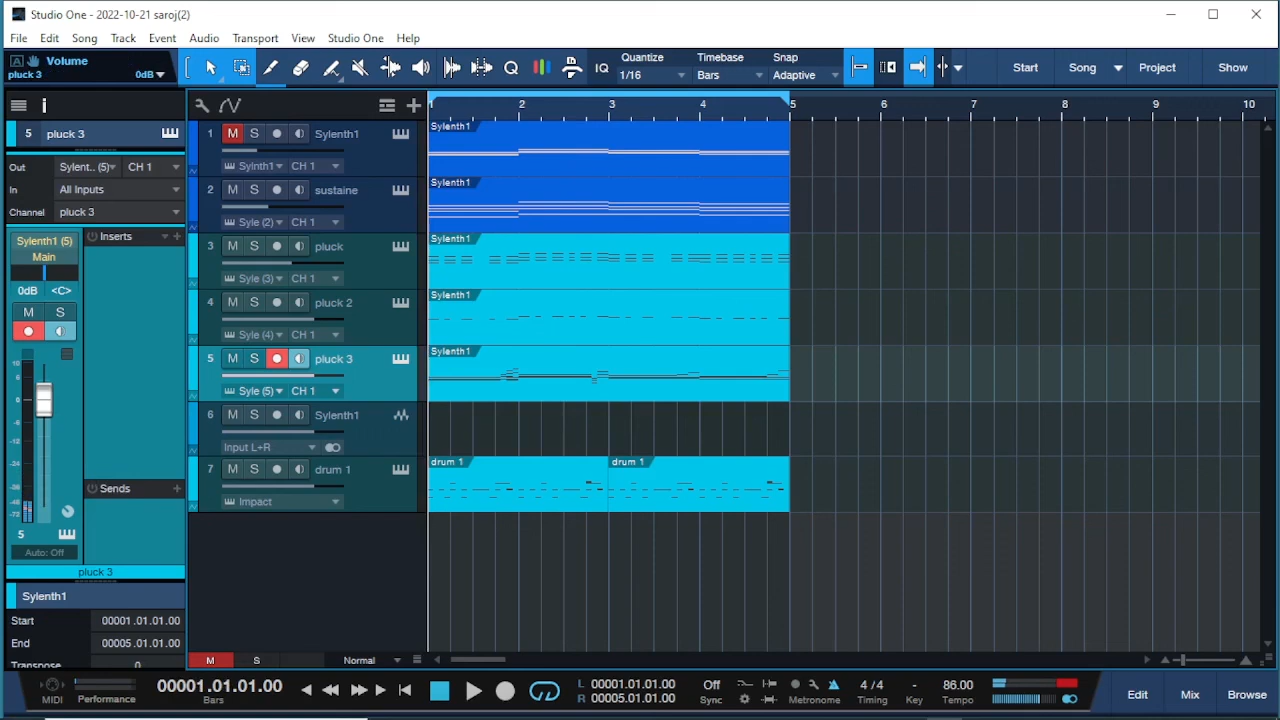 Studio One - 2022-10-21 saroj(2)
File Edit Song Track Event Audio Transport View Studio One Help
A Volume
pluck 3 0dB
IQ
Quantize Timebase Snap
1/16 Bars Adaptive
Start Song Project Show
i
1 2 3 4 5 6 7 8 9 10
5 pluck 3
Out Sylent.. (5) CH 1
In All Inputs
Channel pluck 3
Sylenth1 (5)
Main
0dB <C>
M S
Inserts
Sends
5
Auto: Off
pluck 3
Sylenth1
Start 00001.01.01.00
End 00005.01.01.00
Transpose 0
1 M S Sylenth1
Sylnth1 CH 1
2 M S sustaine
Syle (2) CH 1
3 M S pluck
Syle (3) CH 1
4 M S pluck 2
Syle (4) CH 1
5 M S pluck 3
Syle (5) CH 1
6 M S Sylenth1
Input L+R
7 M S drum 1
Impact
Sylenth1
Sylenth1
Sylenth1
Sylenth1
Sylenth1
drum 1 drum 1
M S Normal
MIDI Performance
00001.01.01.00
Bars
L 00001.01.01.00
R 00005.01.01.00
Off
Sync
Metronome
4 / 4
Timing
-
Key
86.00
Tempo
Edit Mix Browse